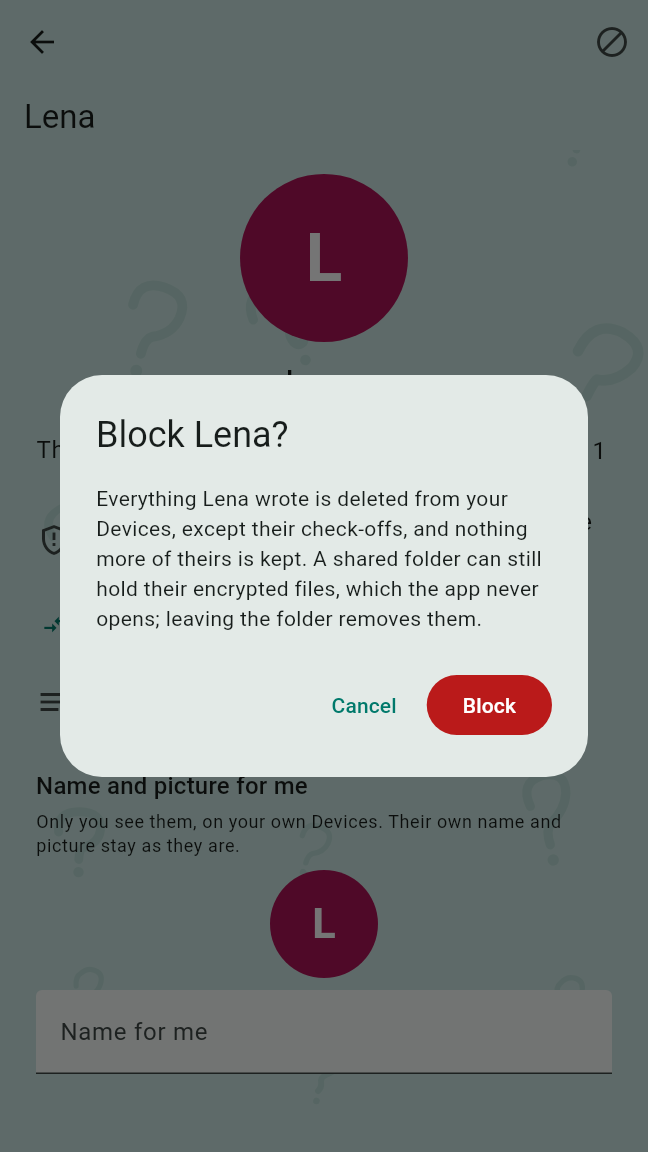 Lena
L
Th
1
Block Lena?
Everything Lena wrote is deleted from your
Devices, except their check-offs, and nothing
more of theirs is kept. A shared folder can still
hold their encrypted files, which the app never
opens; leaving the folder removes them.
Cancel
Block
Name and picture for me
Only you see them, on your own Devices. Their own name and
picture stay as they are.
L
Name for me